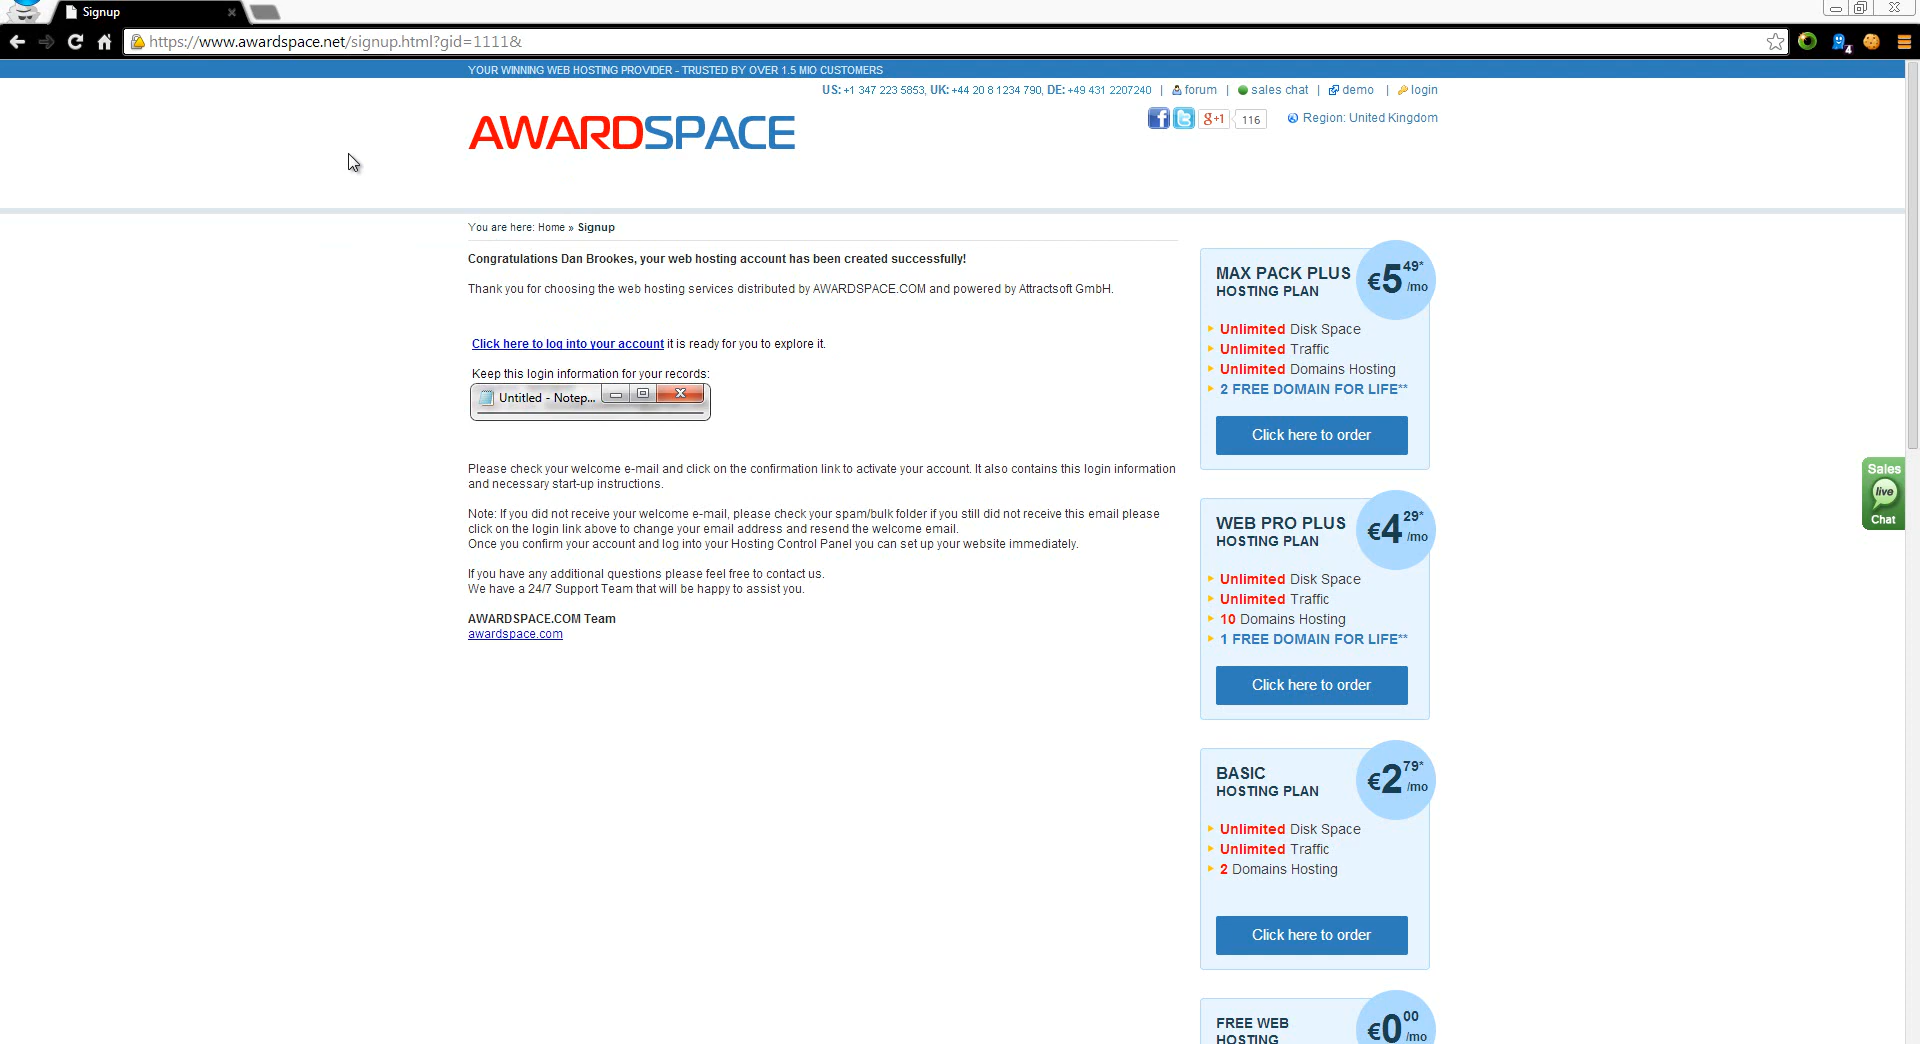 Signup
https://www.awardspace.net/signup.html?gid=1111&
4
YOUR WINNING WEB HOSTING PROVIDER - TRUSTED BY OVER 1.5 MIO CUSTOMERS
US: +1 347 223 5853, UK: +44 20 8 1234 790, DE: +49 431 2207240 | forum | sales chat | demo | login
AWARDSPACE
f t g+1 116 Region: United Kingdom
You are here: Home » Signup
Congratulations Dan Brookes, your web hosting account has been created successfully!
Thank you for choosing the web hosting services distributed by AWARDSPACE.COM and powered by Attractsoft GmbH.
Click here to log into your account it is ready for you to explore it.
Keep this login information for your records:
Untitled - Notep...
Please check your welcome e-mail and click on the confirmation link to activate your account. It also contains this login information
and necessary start-up instructions.
Note: If you did not receive your welcome e-mail, please check your spam/bulk folder if you still did not receive this email please
click on the login link above to change your email address and resend the welcome email.
Once you confirm your account and log into your Hosting Control Panel you can set up your website immediately.
If you have any additional questions please feel free to contact us.
We have a 24/7 Support Team that will be happy to assist you.
AWARDSPACE.COM Team
awardspace.com
MAX PACK PLUS
HOSTING PLAN
€5 49* /mo
Unlimited Disk Space
Unlimited Traffic
Unlimited Domains Hosting
2 FREE DOMAIN FOR LIFE**
Click here to order
WEB PRO PLUS
HOSTING PLAN
€4 29* /mo
Unlimited Disk Space
Unlimited Traffic
10 Domains Hosting
1 FREE DOMAIN FOR LIFE**
Click here to order
BASIC
HOSTING PLAN
€2 79* /mo
Unlimited Disk Space
Unlimited Traffic
2 Domains Hosting
Click here to order
FREE WEB
HOSTING
€0 00 /mo
Sales
live
Chat